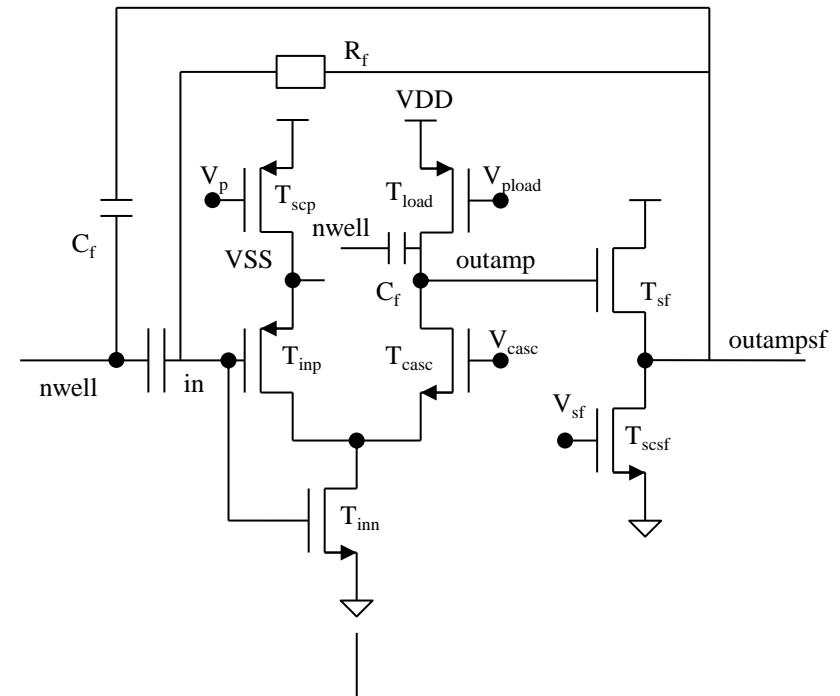 R_f
VDD
V_p
T_scp
T_load
V_pload
nwell
C_f
VSS
outamp
C_f
T_sf
T_inp
T_casc
V_casc
outampsf
nwell
in
V_sf
T_scsf
T_inn